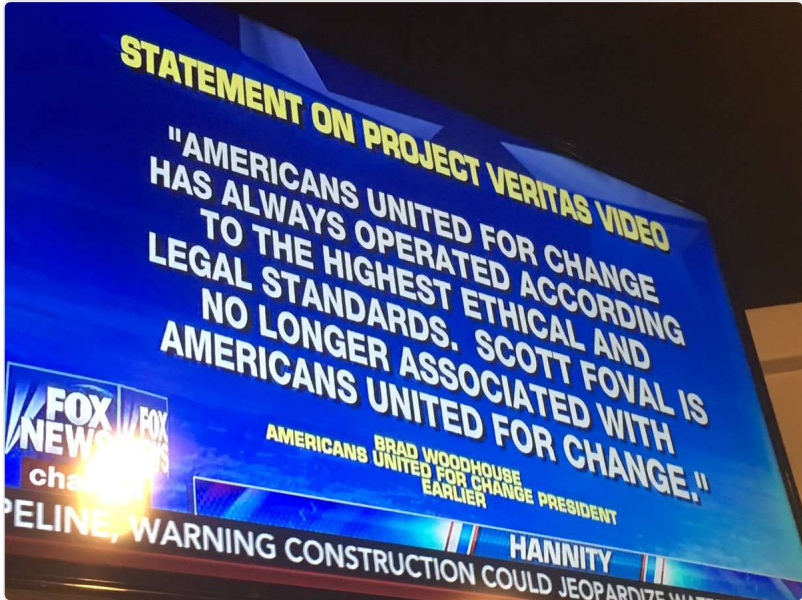 STATEMENT ON PROJECT VERITAS VIDEO
"AMERICANS UNITED FOR CHANGE
HAS ALWAYS OPERATED ACCORDING
TO THE HIGHEST ETHICAL AND
LEGAL STANDARDS. SCOTT FOVAL IS
NO LONGER ASSOCIATED WITH
AMERICANS UNITED FOR CHANGE."
BRAD WOODHOUSE
AMERICANS UNITED FOR CHANGE PRESIDENT
EARLIER
FOX
NEWS
cha
FOX
HANNITY
PELINE, WARNING CONSTRUCTION COULD JEOPARDIZE